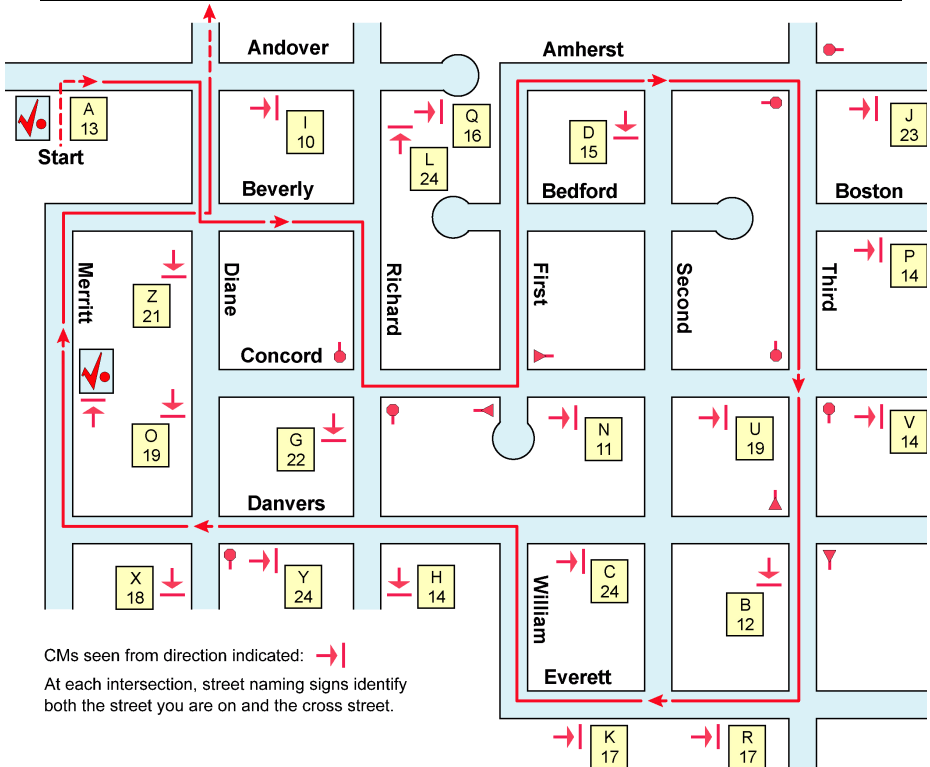 Andover
Amherst
A
13
I
10
Q
16
D
15
J
23
Start
L
24
Beverly
Bedford
Boston
P
14
Merritt
Diane
Richard
First
Second
Third
Z
21
Concord
O
19
G
22
N
11
U
19
V
14
Danvers
X
18
Y
24
H
14
William
C
24
B
12
CMs seen from direction indicated:
At each intersection, street naming signs identify
both the street you are on and the cross street.
Everett
K
17
R
17